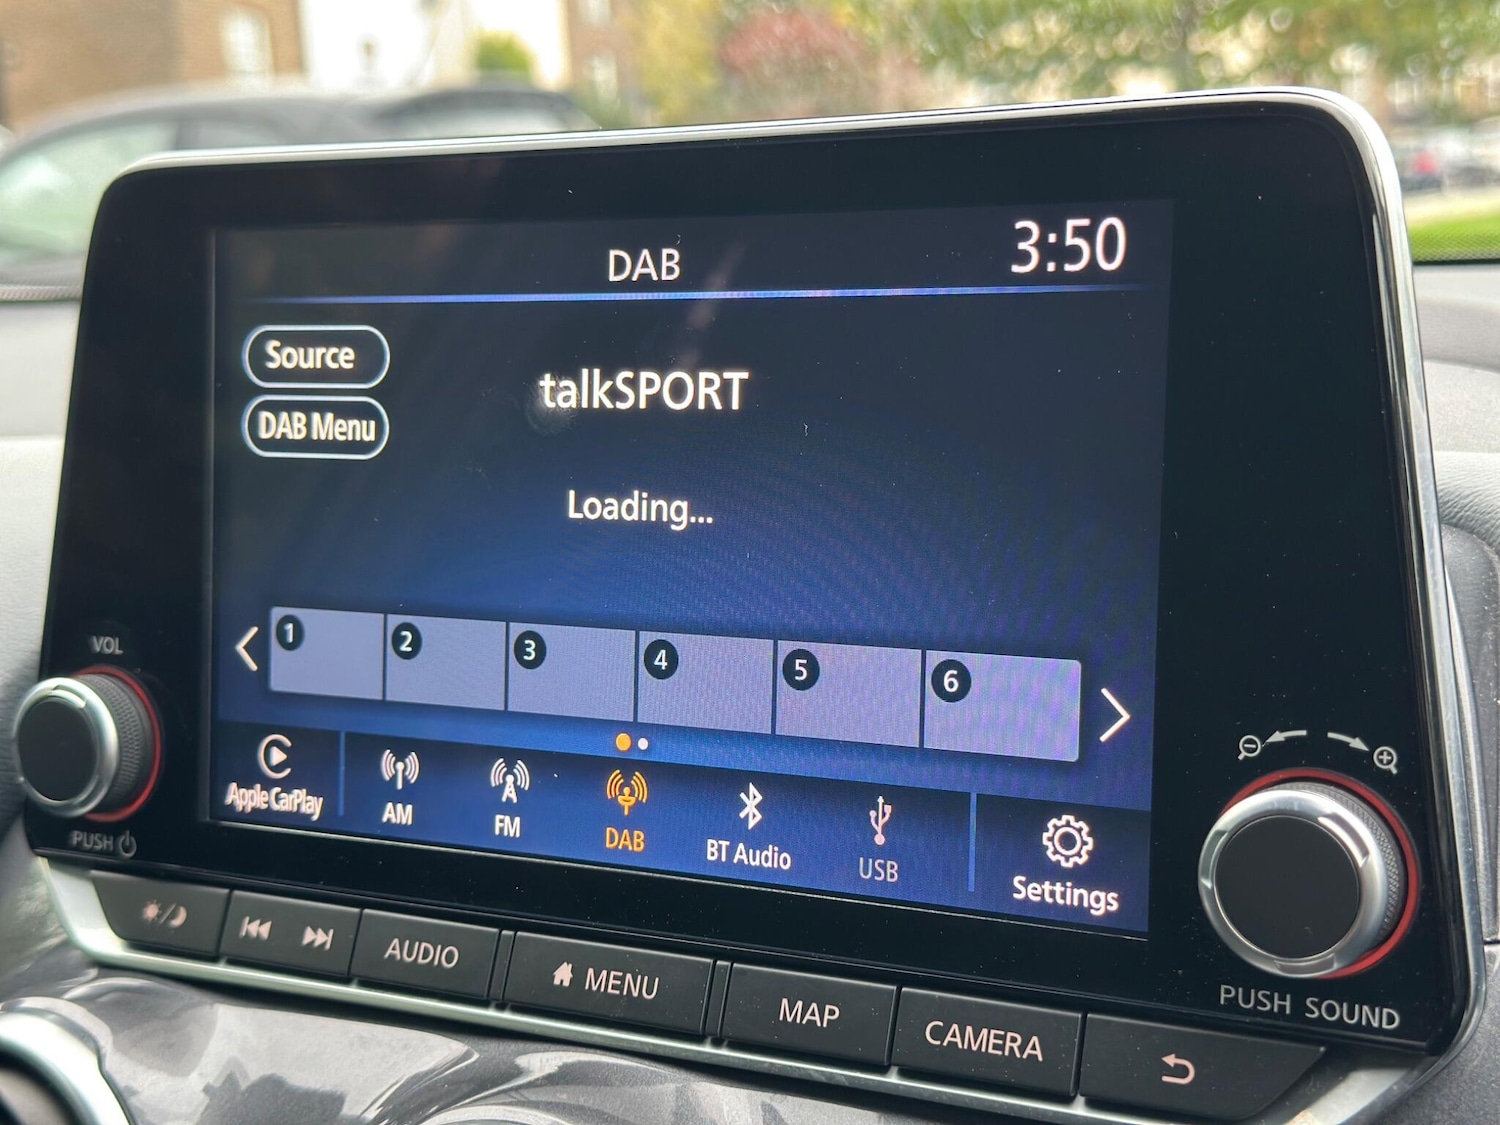 DAB
3:50
Source
talkSPORT
DAB Menu
Loading...
VOL
1 2 3 4 5 6
Apple CarPlay
AM
FM
DAB
BT Audio
USB
Settings
PUSH
AUDIO
MENU
MAP
CAMERA
PUSH SOUND